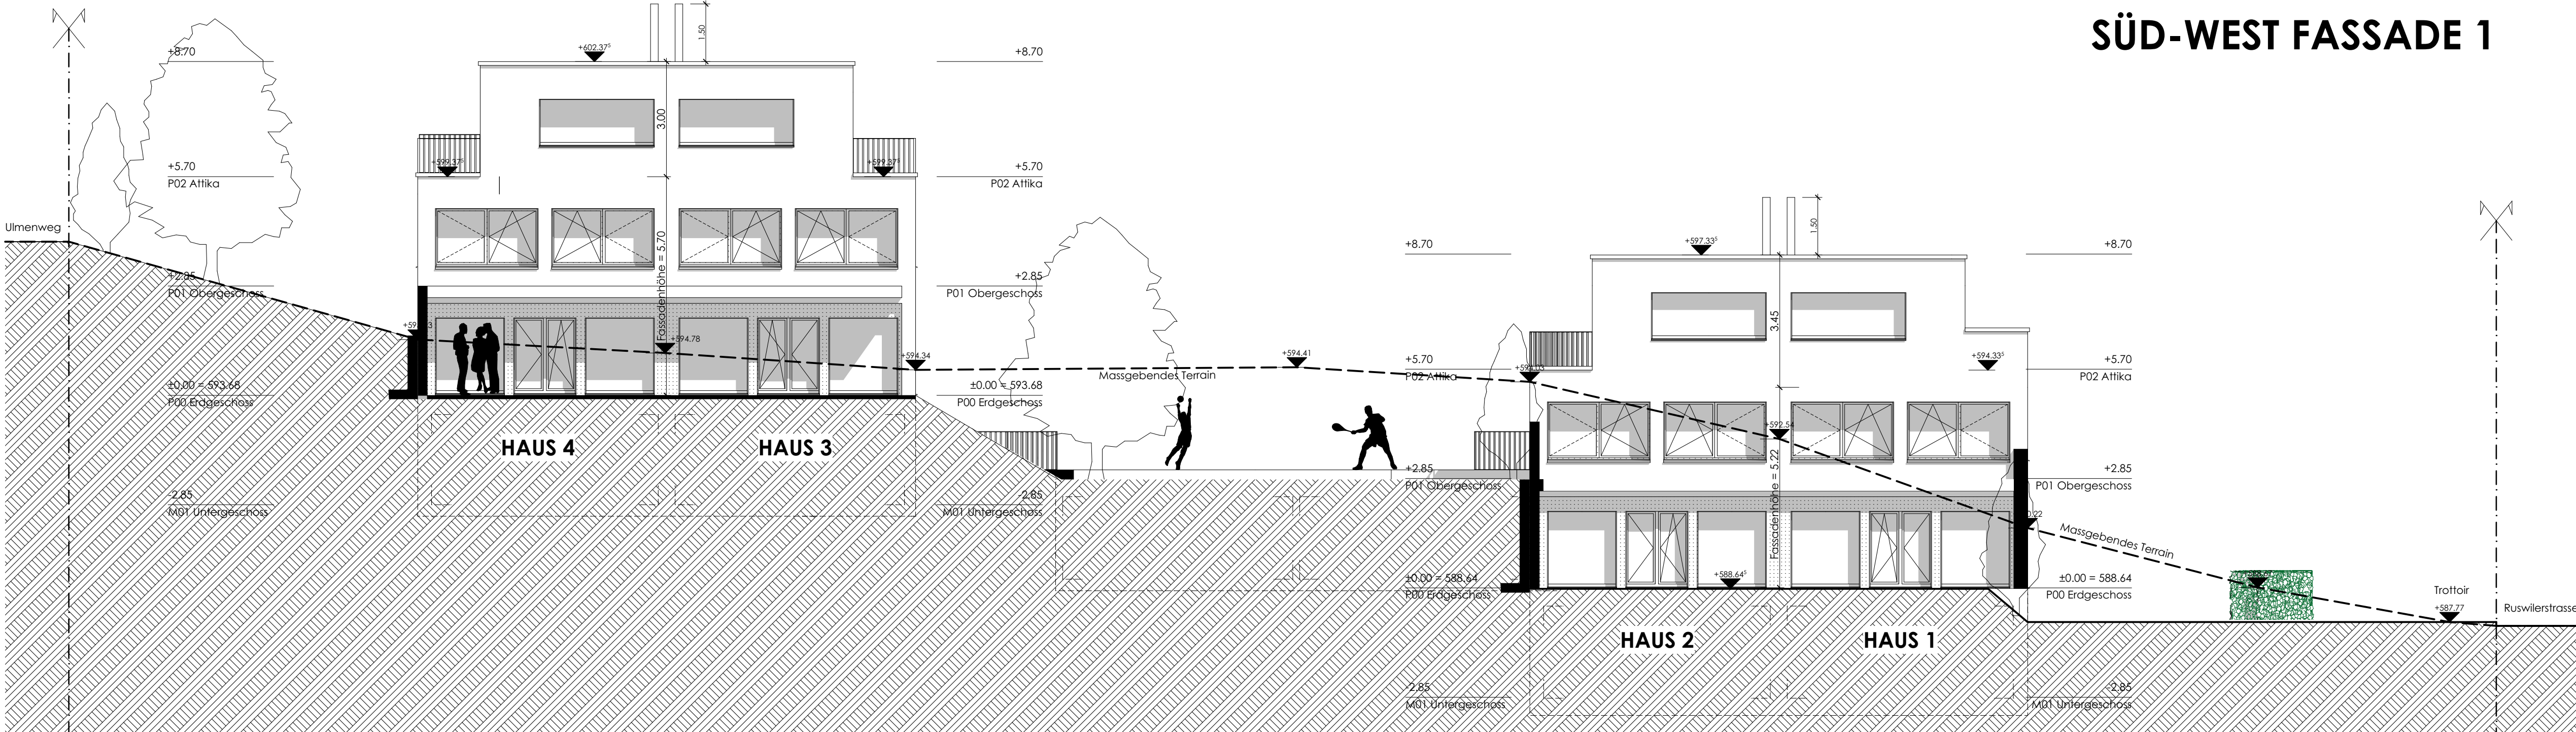 SÜD-WEST FASSADE 1
+8.70
+602.37⁵
1.50
+8.70
3.00
+5.70
P02 Attika
+599.37⁵
+599.37⁵
+5.70
P02 Attika
Ulmenweg
+2.85
P01 Obergeschoss
Fassadenhöhe = 5.70
+2.85
P01 Obergeschoss
+594.78
+594.34
±0.00 = 593.68
P00 Erdgeschoss
±0.00 = 593.68
P00 Erdgeschoss
HAUS 4
HAUS 3
-2.85
M01 Untergeschoss
-2.85
M01 Untergeschoss
Massgebendes Terrain
+594.41
1.50
+8.70
+597.33⁵
+8.70
3.45
+5.70
P02 Attika
+594.33⁵
+5.70
P02 Attika
+592.54
+2.85
P01 Obergeschoss
Fassadenhöhe = 5.22
+2.85
P01 Obergeschoss
Massgebendes Terrain
±0.00 = 588.64
P00 Erdgeschoss
+588.64⁵
±0.00 = 588.64
P00 Erdgeschoss
Trottoir
+587.77
Ruswilerstrasse
HAUS 2
HAUS 1
-2.85
M01 Untergeschoss
-2.85
M01 Untergeschoss